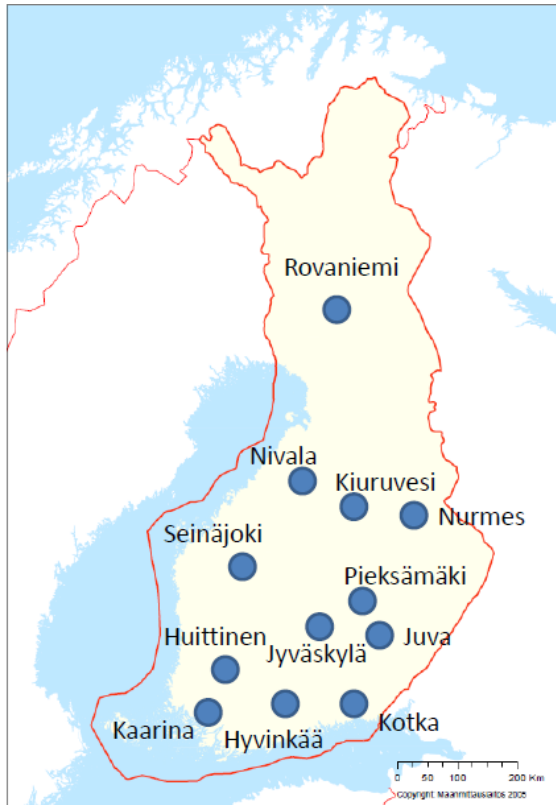 Rovaniemi
Nivala
Kiuruvesi
Nurmes
Seinäjoki
Pieksämäki
Huittinen
Jyväskylä
Juva
Kaarina
Hyvinkää
Kotka
0 50 100 200 Km
Copyright: Maanmittauslaitos 2005